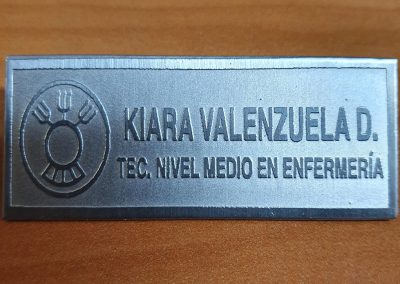 KIARA VALENZUELA D.
TEC. NIVEL MEDIO EN ENFERMERÍA